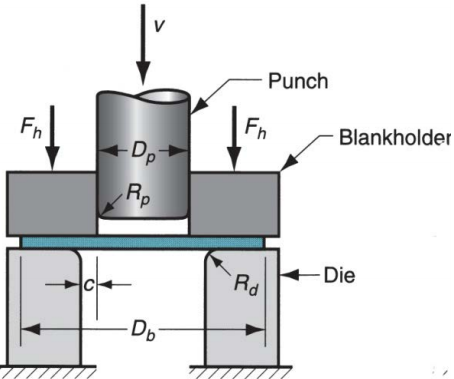 v
Punch
F_h
F_h
Blankholder
D_p
R_p
c
R_d
Die
D_b